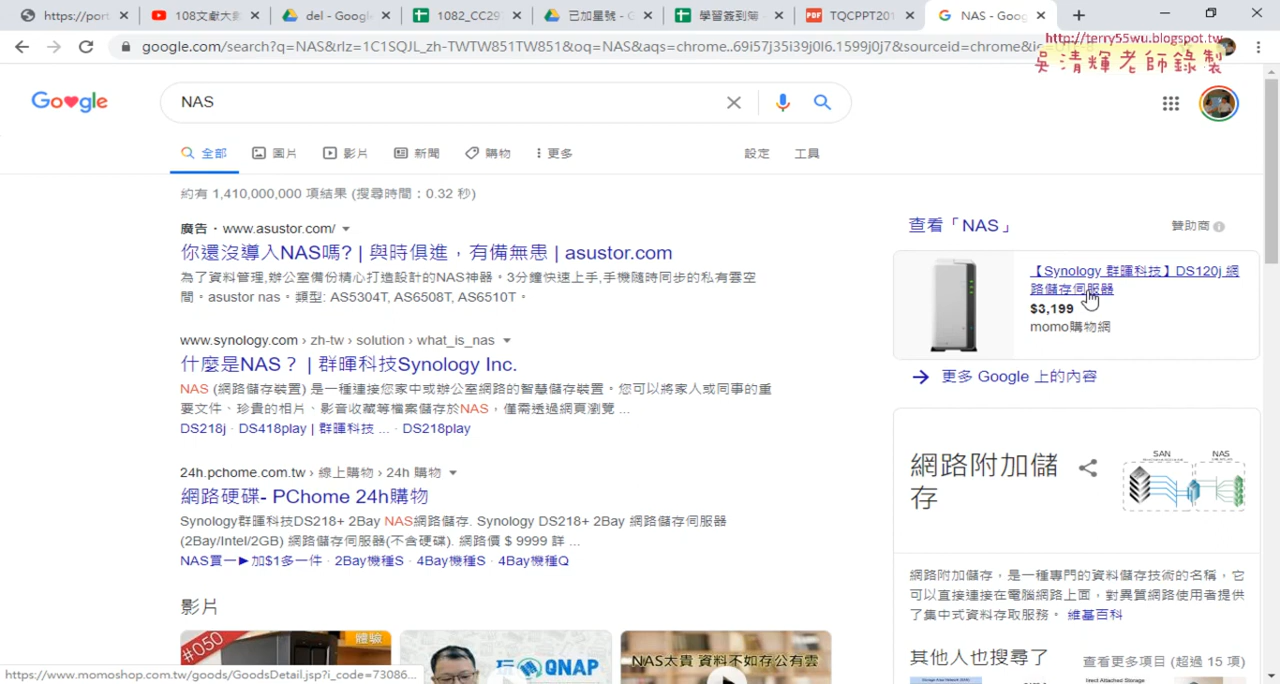 https://port
108文獻大數
del - Google
1082_CC29
已加星號 - G
學習簽到簿 -
TQCPPT201
NAS - Goog
google.com/search?q=NAS&rlz=1C1SQJL_zh-TWTW851TW851&oq=NAS&aqs=chrome..69i57j35i39j0l6.1599j0j7&sourceid=chrome&ie=
http://terry55wu.blogspot.tw
吳清輝老師錄製
Google
NAS
全部 圖片 影片 新聞 購物 更多 設定 工具
約有 1,410,000,000 項結果 (搜尋時間：0.32 秒)
廣告・www.asustor.com/
你還沒導入NAS嗎? | 與時俱進，有備無患 | asustor.com
為了資料管理,辦公室備份精心打造設計的NAS神器。3分鐘快速上手,手機隨時同步的私有雲空
間。asustor nas。類型: AS5304T, AS6508T, AS6510T。
www.synology.com › zh-tw › solution › what_is_nas
什麼是NAS？ | 群暉科技Synology Inc.
NAS (網路儲存裝置) 是一種連接您家中或辦公室網路的智慧儲存裝置。您可以將家人或同事的重
要文件、珍貴的相片、影音收藏等檔案儲存於NAS，僅需透過網頁瀏覽 ...
DS218j · DS418play | 群暉科技 ... · DS218play
24h.pchome.com.tw › 線上購物 › 24h 購物
網路硬碟- PChome 24h購物
Synology群暉科技DS218+ 2Bay NAS網路儲存. Synology DS218+ 2Bay 網路儲存伺服器
(2Bay/Intel/2GB) 網路儲存伺服器(不含硬碟). 網路價 $ 9999 詳 ...
NAS買一►加$1多一件 · 2Bay機種S · 4Bay機種S · 4Bay機種Q
影片
#050
體驗
玩 QNAP
NAS太貴 資料不如存公有雲
查看「NAS」
贊助商
【Synology 群暉科技】DS120j 網
路儲存伺服器
$3,199
momo購物網
更多 Google 上的內容
網路附加儲
存
SAN
NAS
網路附加儲存，是一種專門的資料儲存技術的名稱，它
可以直接連接在電腦網路上面，對異質網路使用者提供
了集中式資料存取服務。 維基百科
其他人也搜尋了
查看更多項目 (超過 15 項)
https://www.momoshop.com.tw/goods/GoodsDetail.jsp?i_code=73086...